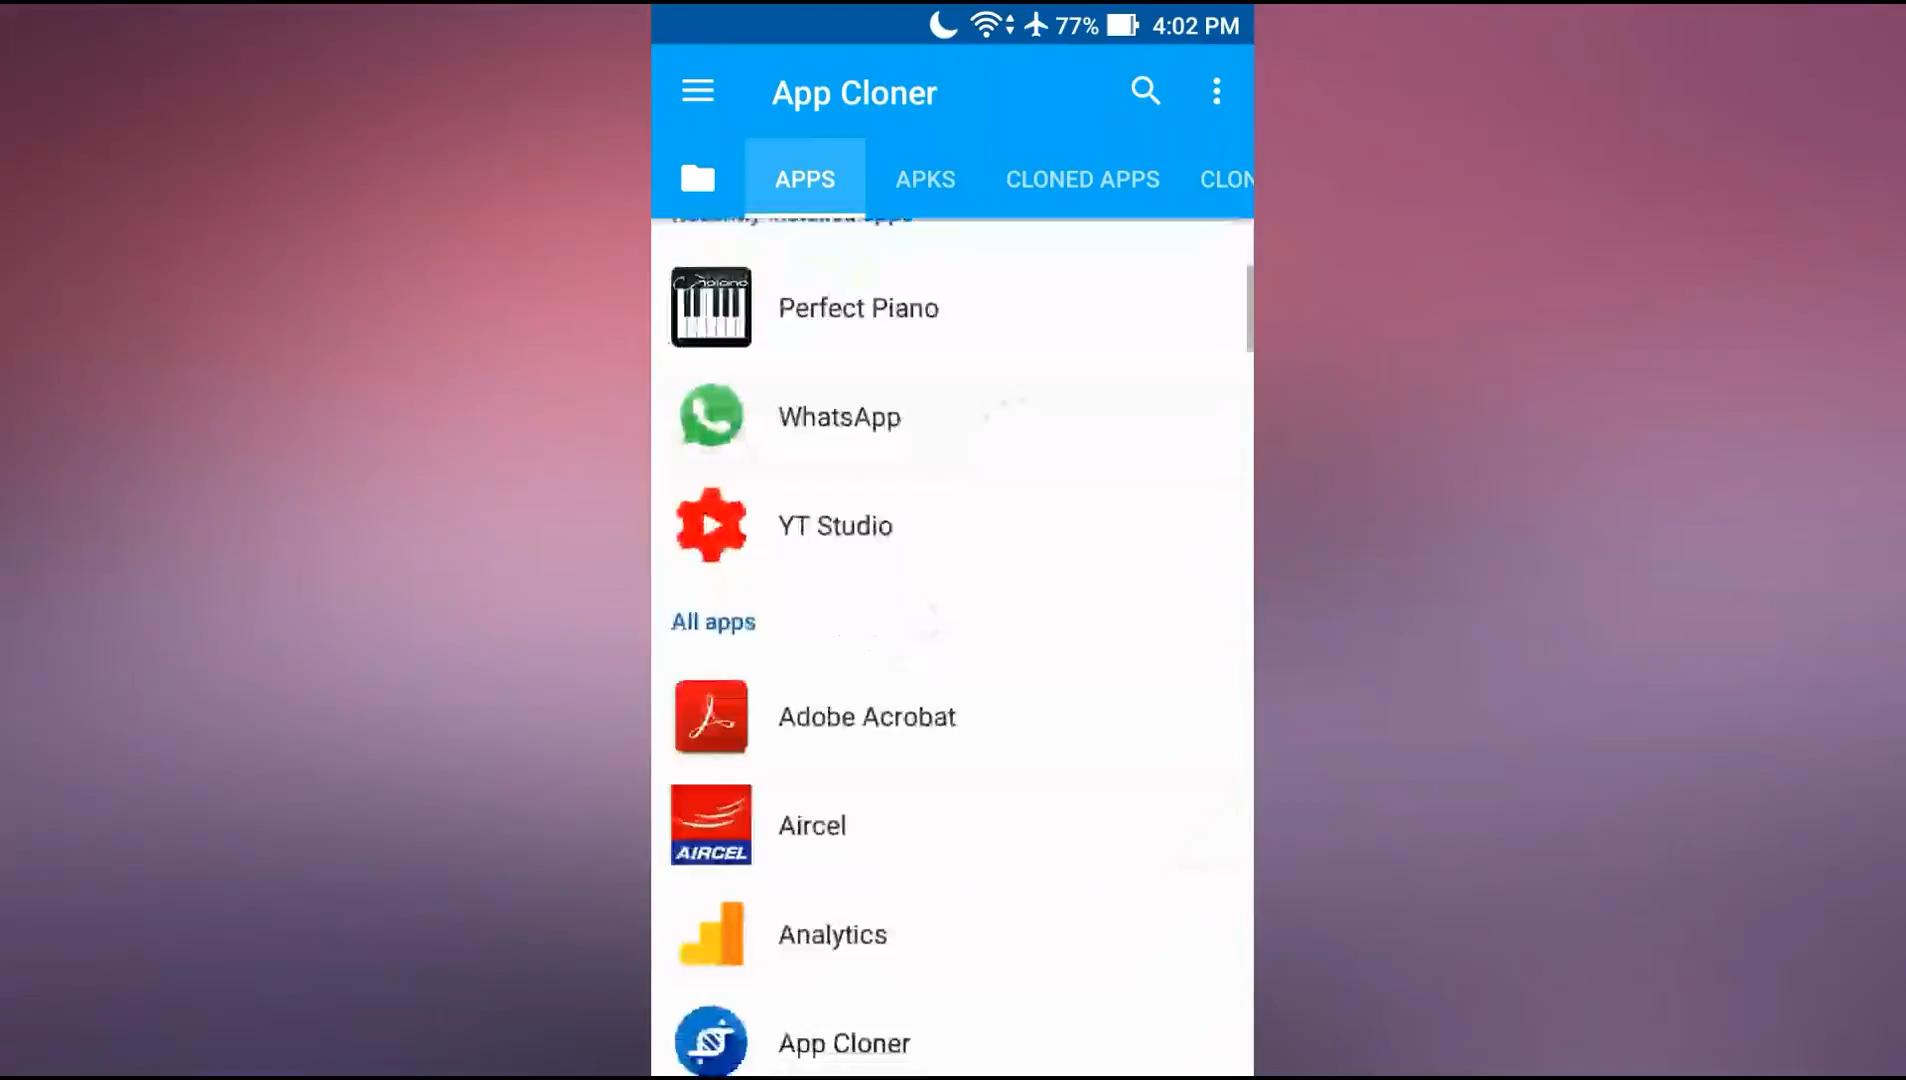 77% 4:02 PM
App Cloner
APPS APKS CLONED APPS CLON
Perfect Piano
WhatsApp
YT Studio
All apps
Adobe Acrobat
Aircel
AIRCEL
Analytics
App Cloner